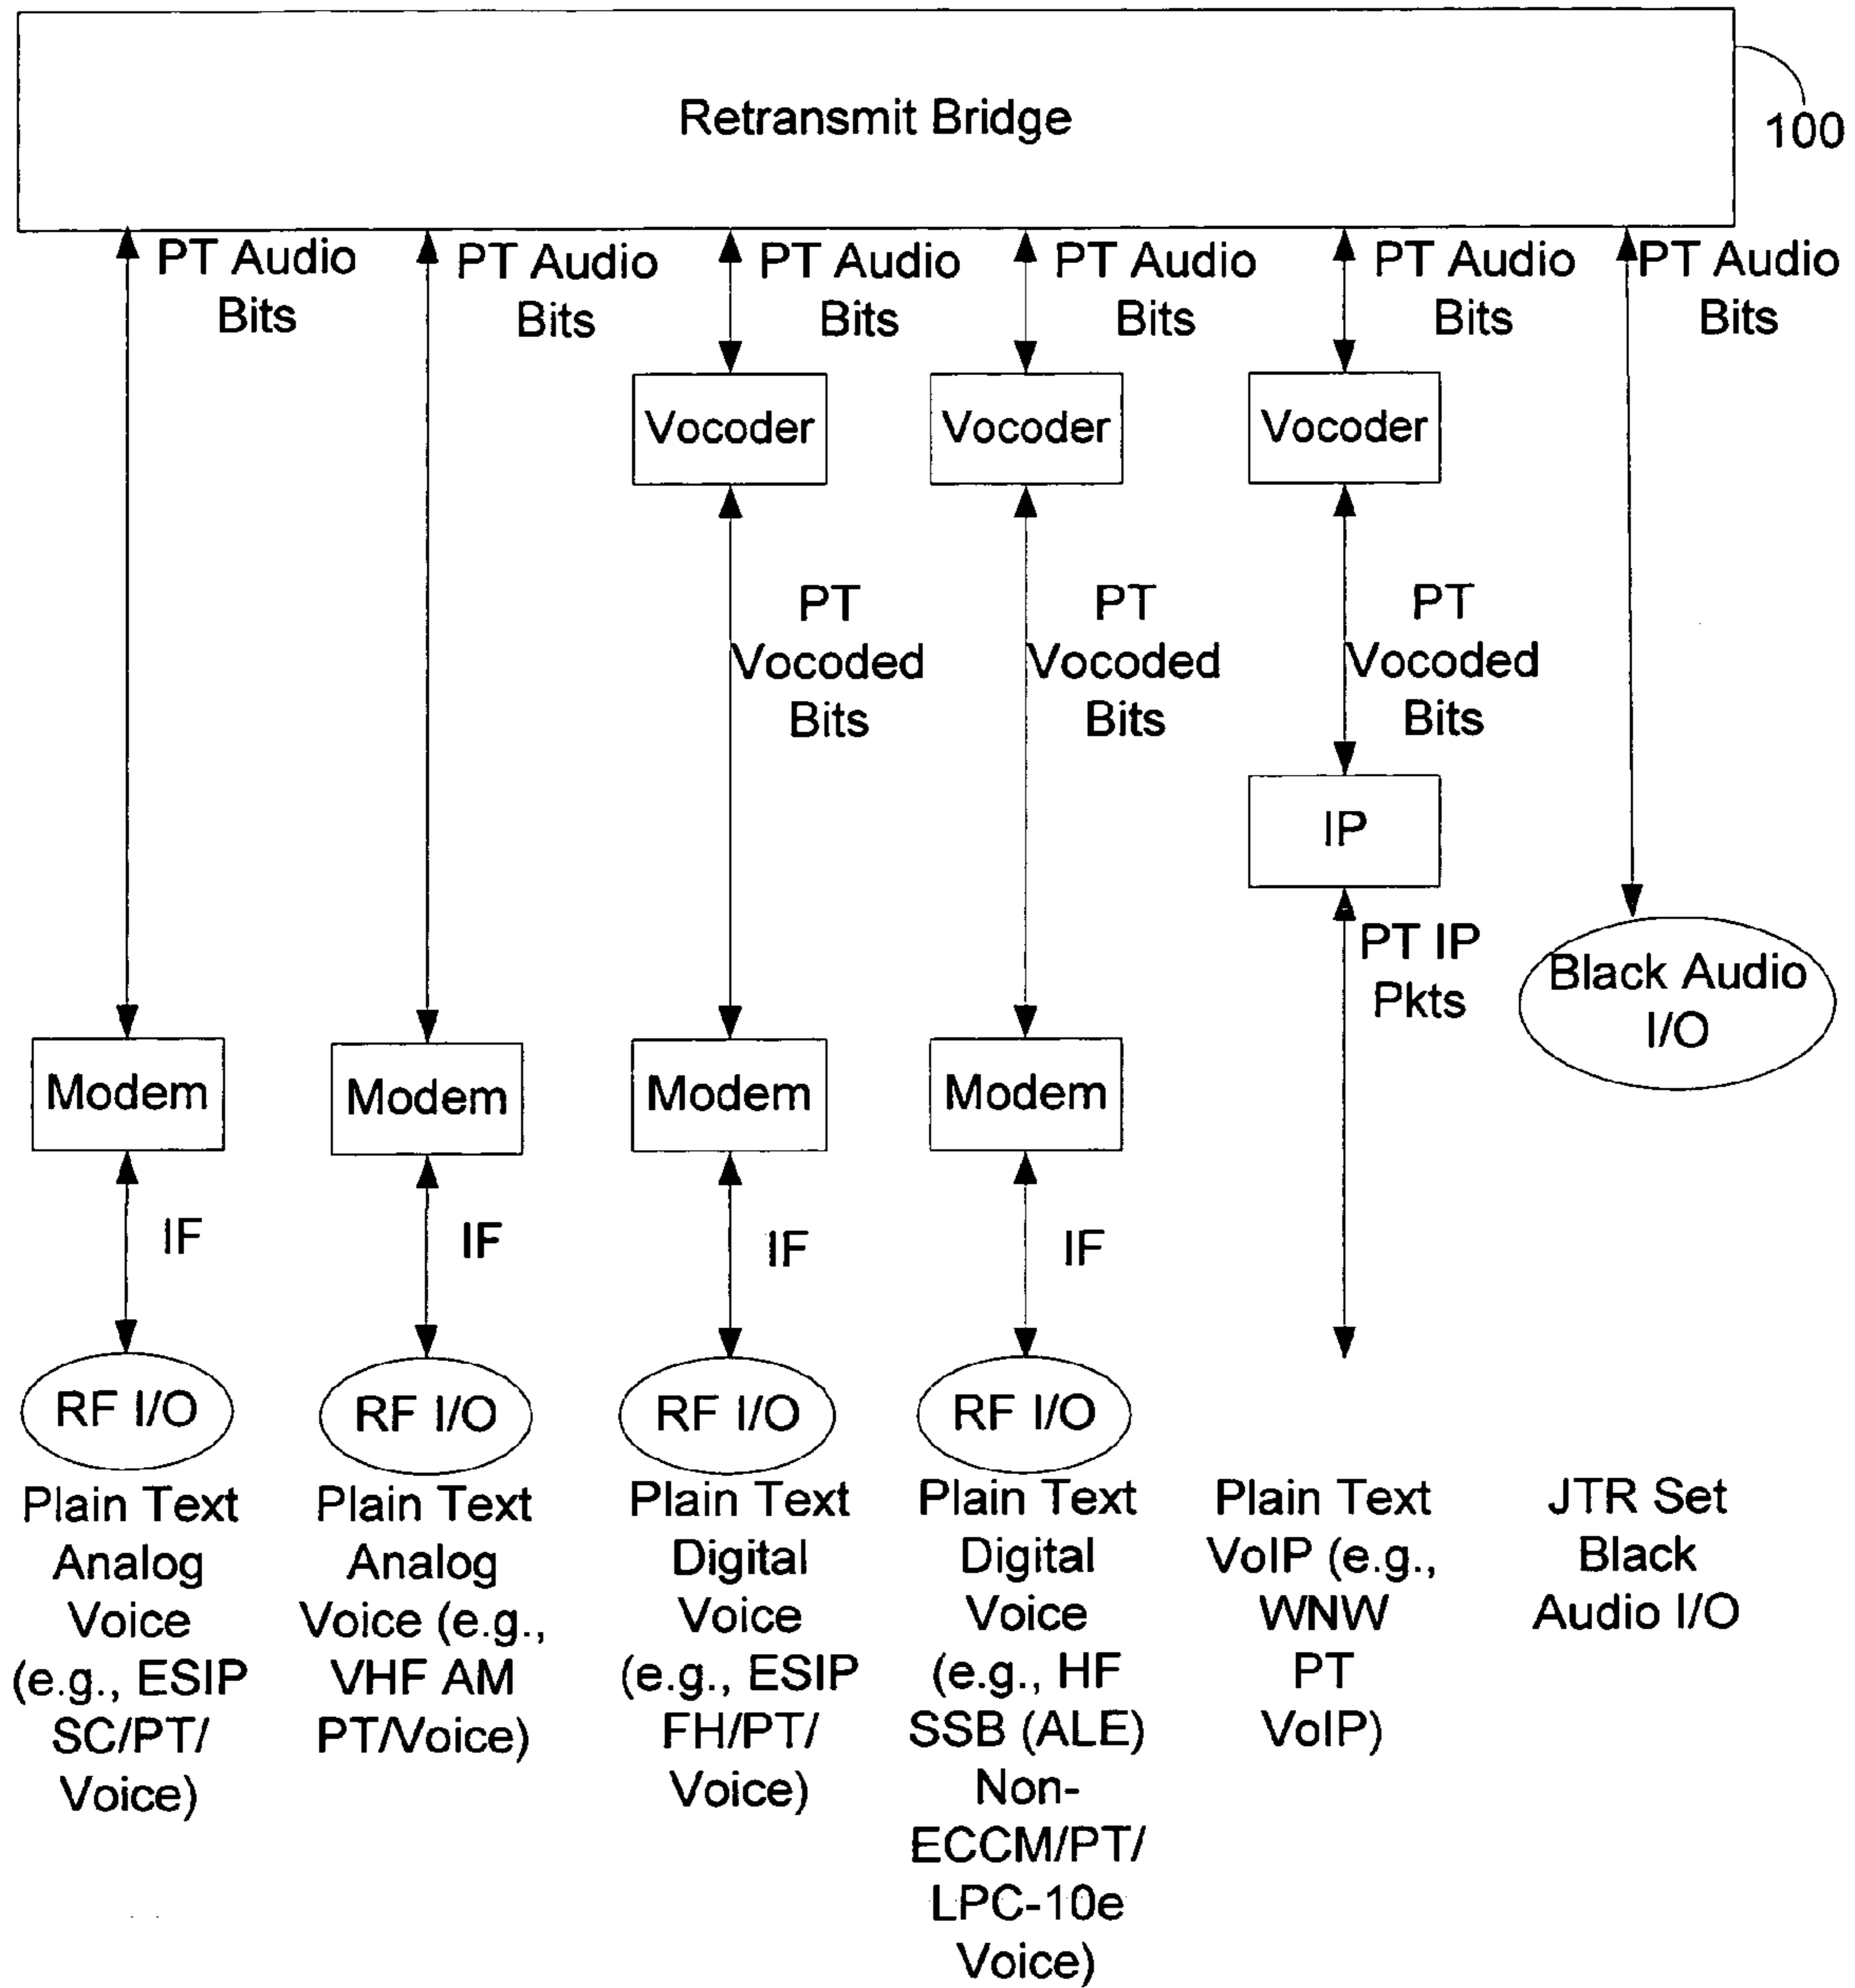 Retransmit Bridge
100
PT Audio
Bits
PT Audio
Bits
PT Audio
Bits
PT Audio
Bits
PT Audio
Bits
PT Audio
Bits
Vocoder
Vocoder
Vocoder
PT
Vocoded
Bits
PT
Vocoded
Bits
PT
Vocoded
Bits
IP
PT IP
Pkts
Black Audio
I/O
Modem
Modem
Modem
Modem
IF
IF
IF
IF
RF I/O
RF I/O
RF I/O
RF I/O
Plain Text
Analog
Voice
(e.g., ESIP
SC/PT/
Voice)
Plain Text
Analog
Voice (e.g.,
VHF AM
PT/Voice)
Plain Text
Digital
Voice
(e.g., ESIP
FH/PT/
Voice)
Plain Text
Digital
Voice
(e.g., HF
SSB (ALE)
Non-
ECCM/PT/
LPC-10e
Voice)
Plain Text
VoIP (e.g.,
WNW
PT
VoIP)
JTR Set
Black
Audio I/O